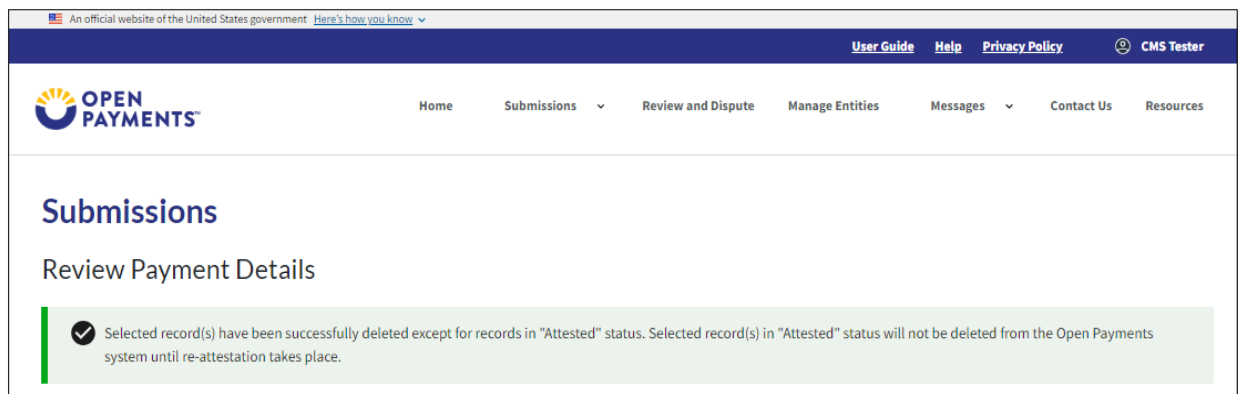 An official website of the United States government Here's how you know
User Guide Help Privacy Policy CMS Tester
OPEN
PAYMENTS™
Home Submissions Review and Dispute Manage Entities Messages Contact Us Resources
Submissions
Review Payment Details
Selected record(s) have been successfully deleted except for records in "Attested" status. Selected record(s) in "Attested" status will not be deleted from the Open Payments
system until re-attestation takes place.